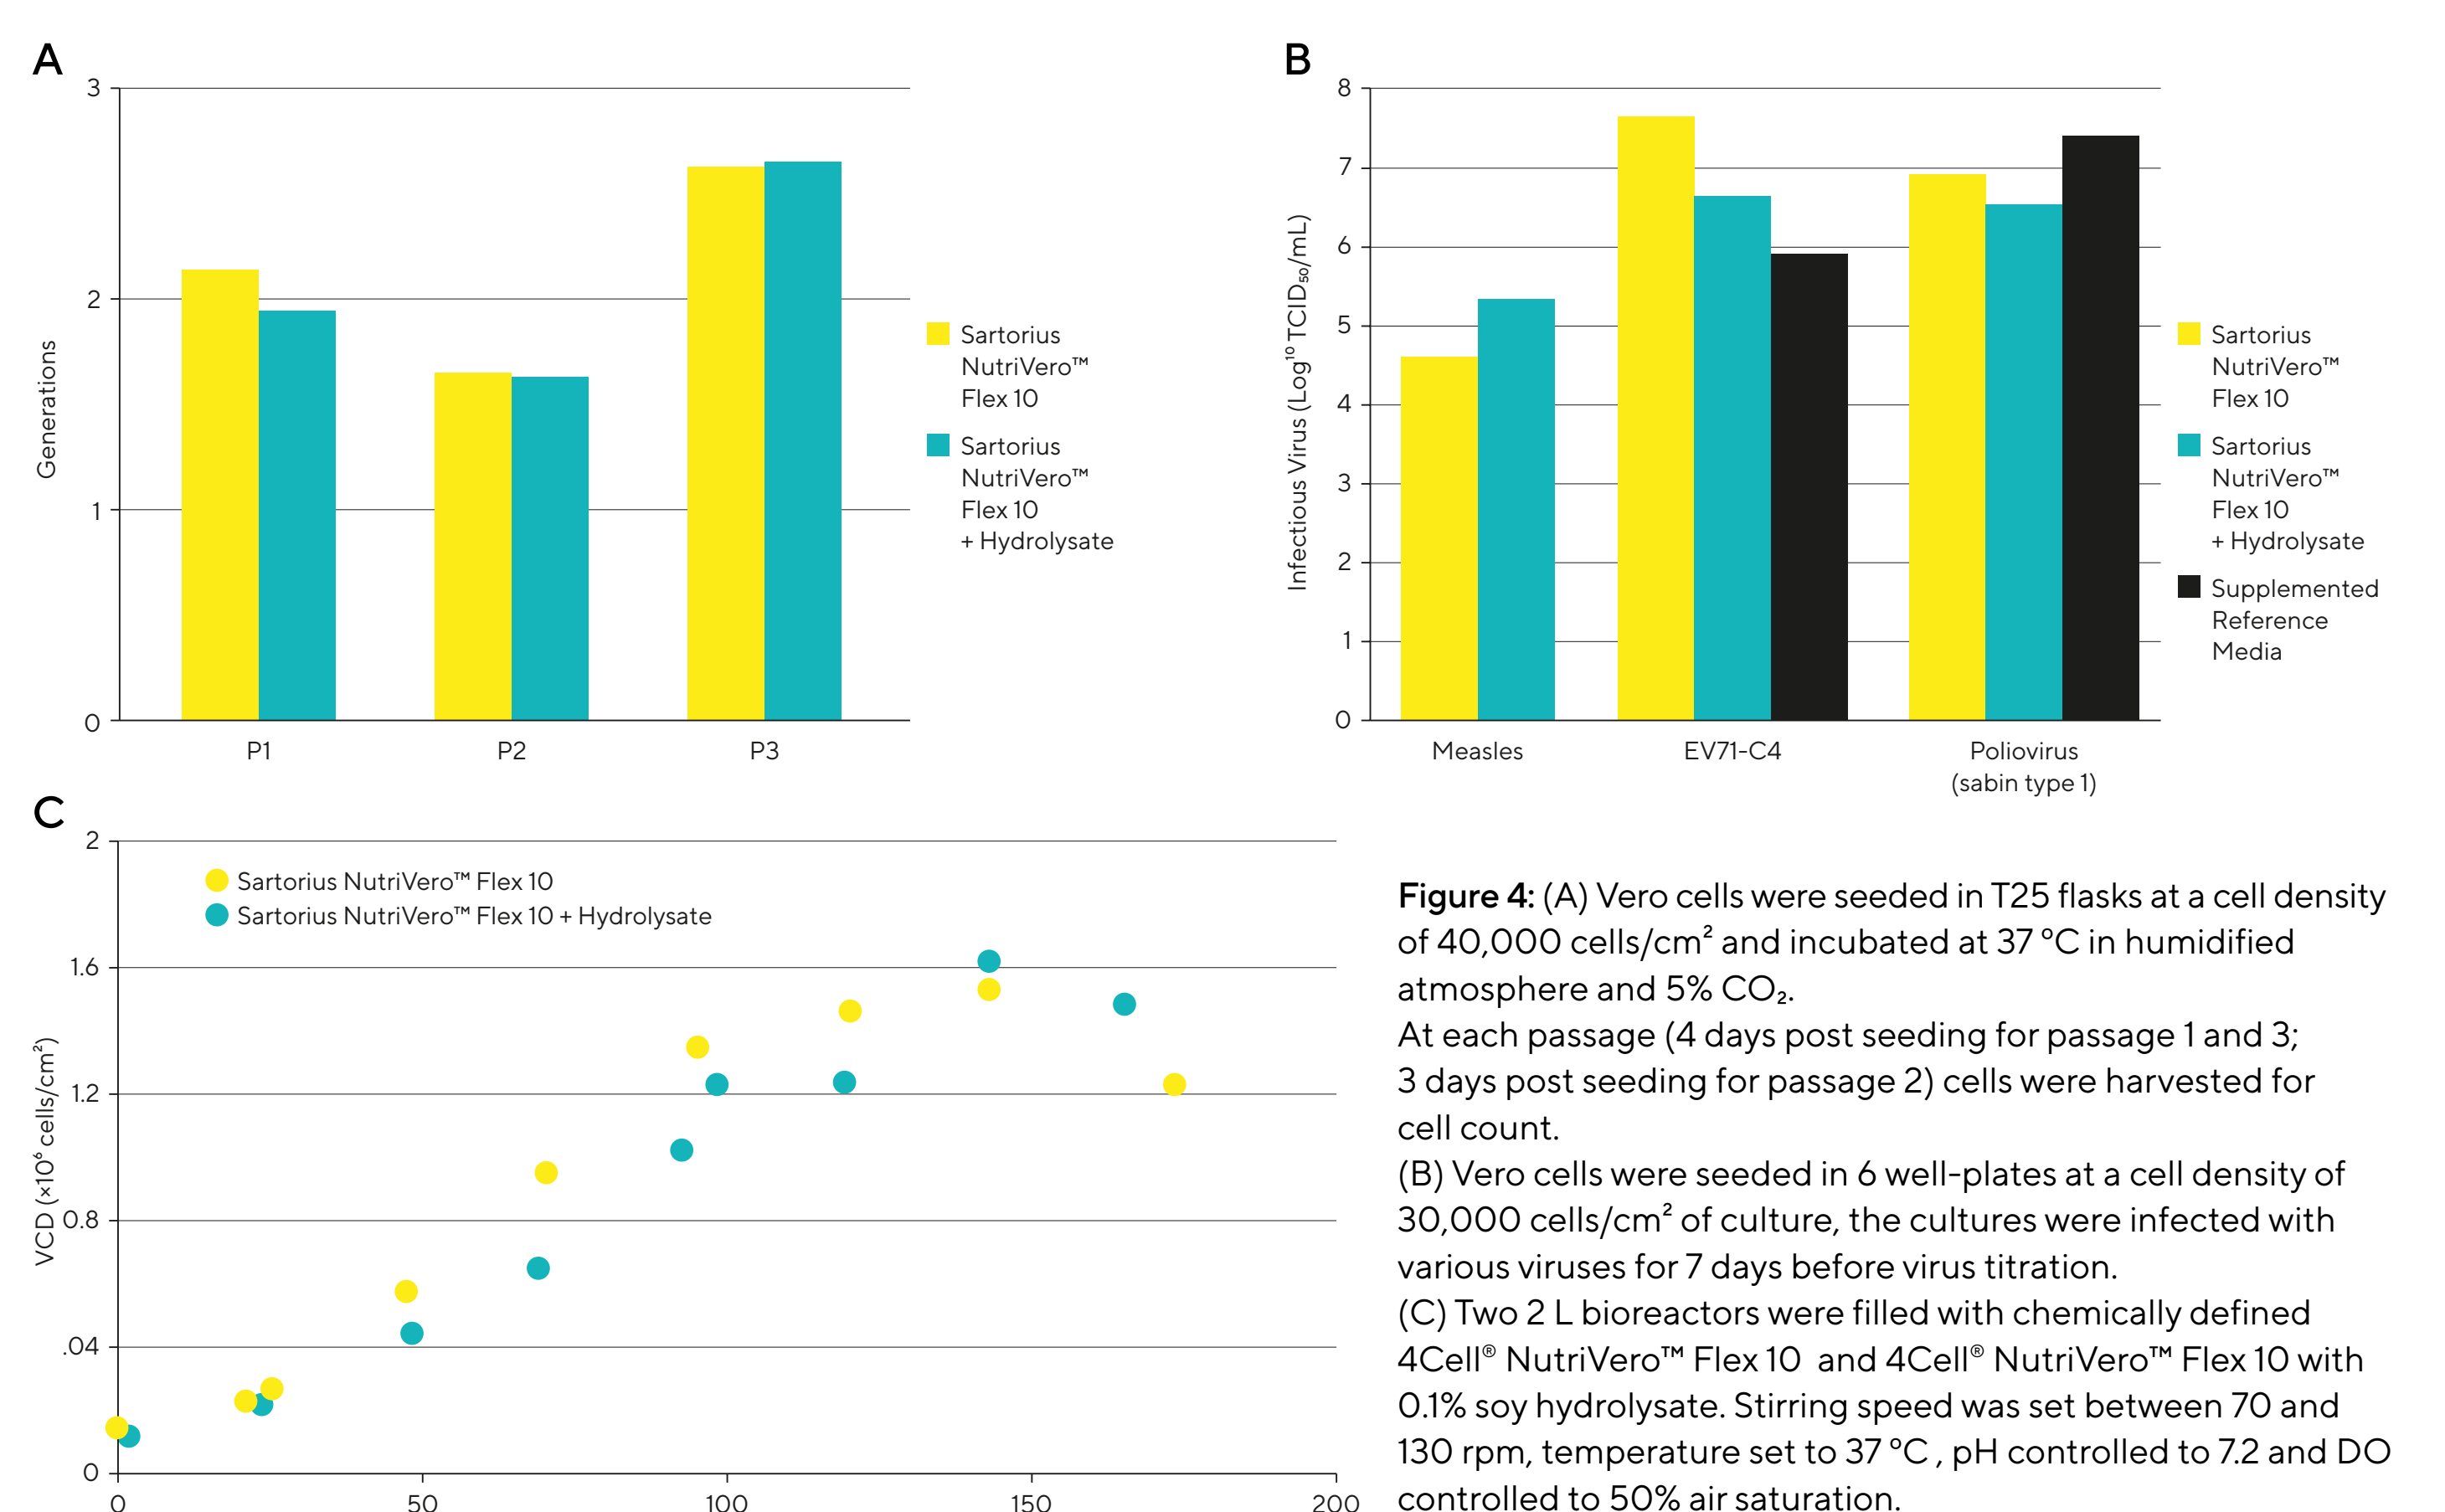 A
3
2
1
0
Generations
P1
P2
P3
Sartorius
NutriVero™
Flex 10
Sartorius
NutriVero™
Flex 10
+ Hydrolysate
B
8
7
6
5
4
3
2
1
0
Infectious Virus (Log¹⁰ TCID₅₀/mL)
Measles
EV71-C4
Poliovirus
(sabin type 1)
Sartorius
NutriVero™
Flex 10
Sartorius
NutriVero™
Flex 10
+ Hydrolysate
Supplemented
Reference
Media
C
2
1.6
1.2
0.8
.04
0
VCD (×10⁶ cells/cm²)
Sartorius NutriVero™ Flex 10
Sartorius NutriVero™ Flex 10 + Hydrolysate
0
50
100
150
200
Figure 4: (A) Vero cells were seeded in T25 flasks at a cell density
of 40,000 cells/cm² and incubated at 37 °C in humidified
atmosphere and 5% CO₂.
At each passage (4 days post seeding for passage 1 and 3;
3 days post seeding for passage 2) cells were harvested for
cell count.
(B) Vero cells were seeded in 6 well-plates at a cell density of
30,000 cells/cm² of culture, the cultures were infected with
various viruses for 7 days before virus titration.
(C) Two 2 L bioreactors were filled with chemically defined
4Cell® NutriVero™ Flex 10 and 4Cell® NutriVero™ Flex 10 with
0.1% soy hydrolysate. Stirring speed was set between 70 and
130 rpm, temperature set to 37 °C , pH controlled to 7.2 and DO
controlled to 50% air saturation.